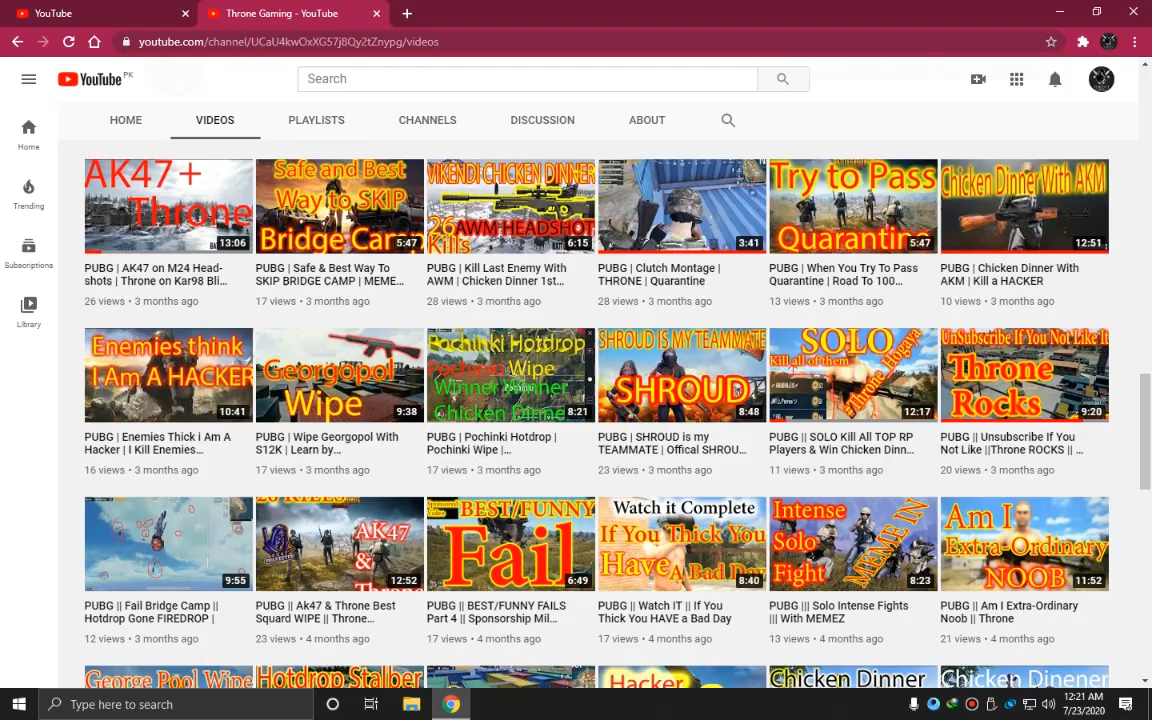 YouTube
Throne Gaming - YouTube
youtube.com/channel/UCaU4kwOxXG57j8Qy2tZnypg/videos
YouTube PK
Search
HOME
VIDEOS
PLAYLISTS
CHANNELS
DISCUSSION
ABOUT
Home
Trending
Subscriptions
Library
AK47 +
Throne
13:06
Safe and Best
Way to SKIP
Bridge Camp
5:47
VIKENDI CHICKEN DINNER
26 AWM HEADSHOTS
Kills
6:15
3:41
Try to Pass
Quarantine
5:47
Chicken Dinner With AKM
12:51
PUBG | AK47 on M24 Head-
shots | Throne on Kar98 Bli...
26 views • 3 months ago
PUBG | Safe & Best Way To
SKIP BRIDGE CAMP | MEME...
17 views • 3 months ago
PUBG | Kill Last Enemy With
AWM | Chicken Dinner 1st...
28 views • 3 months ago
PUBG | Clutch Montage |
THRONE | Quarantine
28 views • 3 months ago
PUBG | When You Try To Pass
Quarantine | Road To 100...
13 views • 3 months ago
PUBG | Chicken Dinner With
AKM | Kill a HACKER
10 views • 3 months ago
Enemies think
I Am A HACKER
10:41
Georgopol
Wipe
9:38
Pochinki Hotdrop
Pochinki Wipe
Winner Winner
Chicken Dinne
8:21
SHROUD IS MY TEAMMATE
SHROUD
8:48
SOLO
Kill all of them
#Throne_Hogaya
12:17
UnSubscribe If You Not Like It
Throne
Rocks
9:20
PUBG | Enemies Thick i Am A
Hacker | I Kill Enemies...
16 views • 3 months ago
PUBG | Wipe Georgopol With
S12K | Learn by...
17 views • 3 months ago
PUBG | Pochinki Hotdrop |
Pochinki Wipe |...
17 views • 3 months ago
PUBG | SHROUD is my
TEAMMATE | Offical SHROU...
23 views • 3 months ago
PUBG || SOLO Kill All TOP RP
Players & Win Chicken Dinn...
11 views • 3 months ago
PUBG || Unsubscribe If You
Not Like ||Throne ROCKS || ...
20 views • 3 months ago
9:55
20 KILLS
AK47
&
12:52
Sponsored
Video
BEST/FUNNY
Fail
6:49
Watch it Complete
If You Thick You
Have A Bad Day
8:40
Intense
Solo
Fight
MEME IN
8:23
Am I
Extra-Ordinary
NOOB
11:52
PUBG || Fail Bridge Camp ||
Hotdrop Gone FIREDROP |
12 views • 3 months ago
PUBG || Ak47 & Throne Best
Squard WIPE || Throne...
23 views • 4 months ago
PUBG || BEST/FUNNY FAILS
Part 4 || Sponsorship Mil...
17 views • 4 months ago
PUBG || Watch IT || If You
Thick You HAVE a Bad Day
17 views • 4 months ago
PUBG ||| Solo Intense Fights
||| With MEMEZ
13 views • 4 months ago
PUBG || Am I Extra-Ordinary
Noob || Throne
21 views • 4 months ago
George Pool Wipe
Hotdrop Stalber
Hacker
Chicken Dinner
Chicken Dinener
Type here to search
12:21 AM
7/23/2020